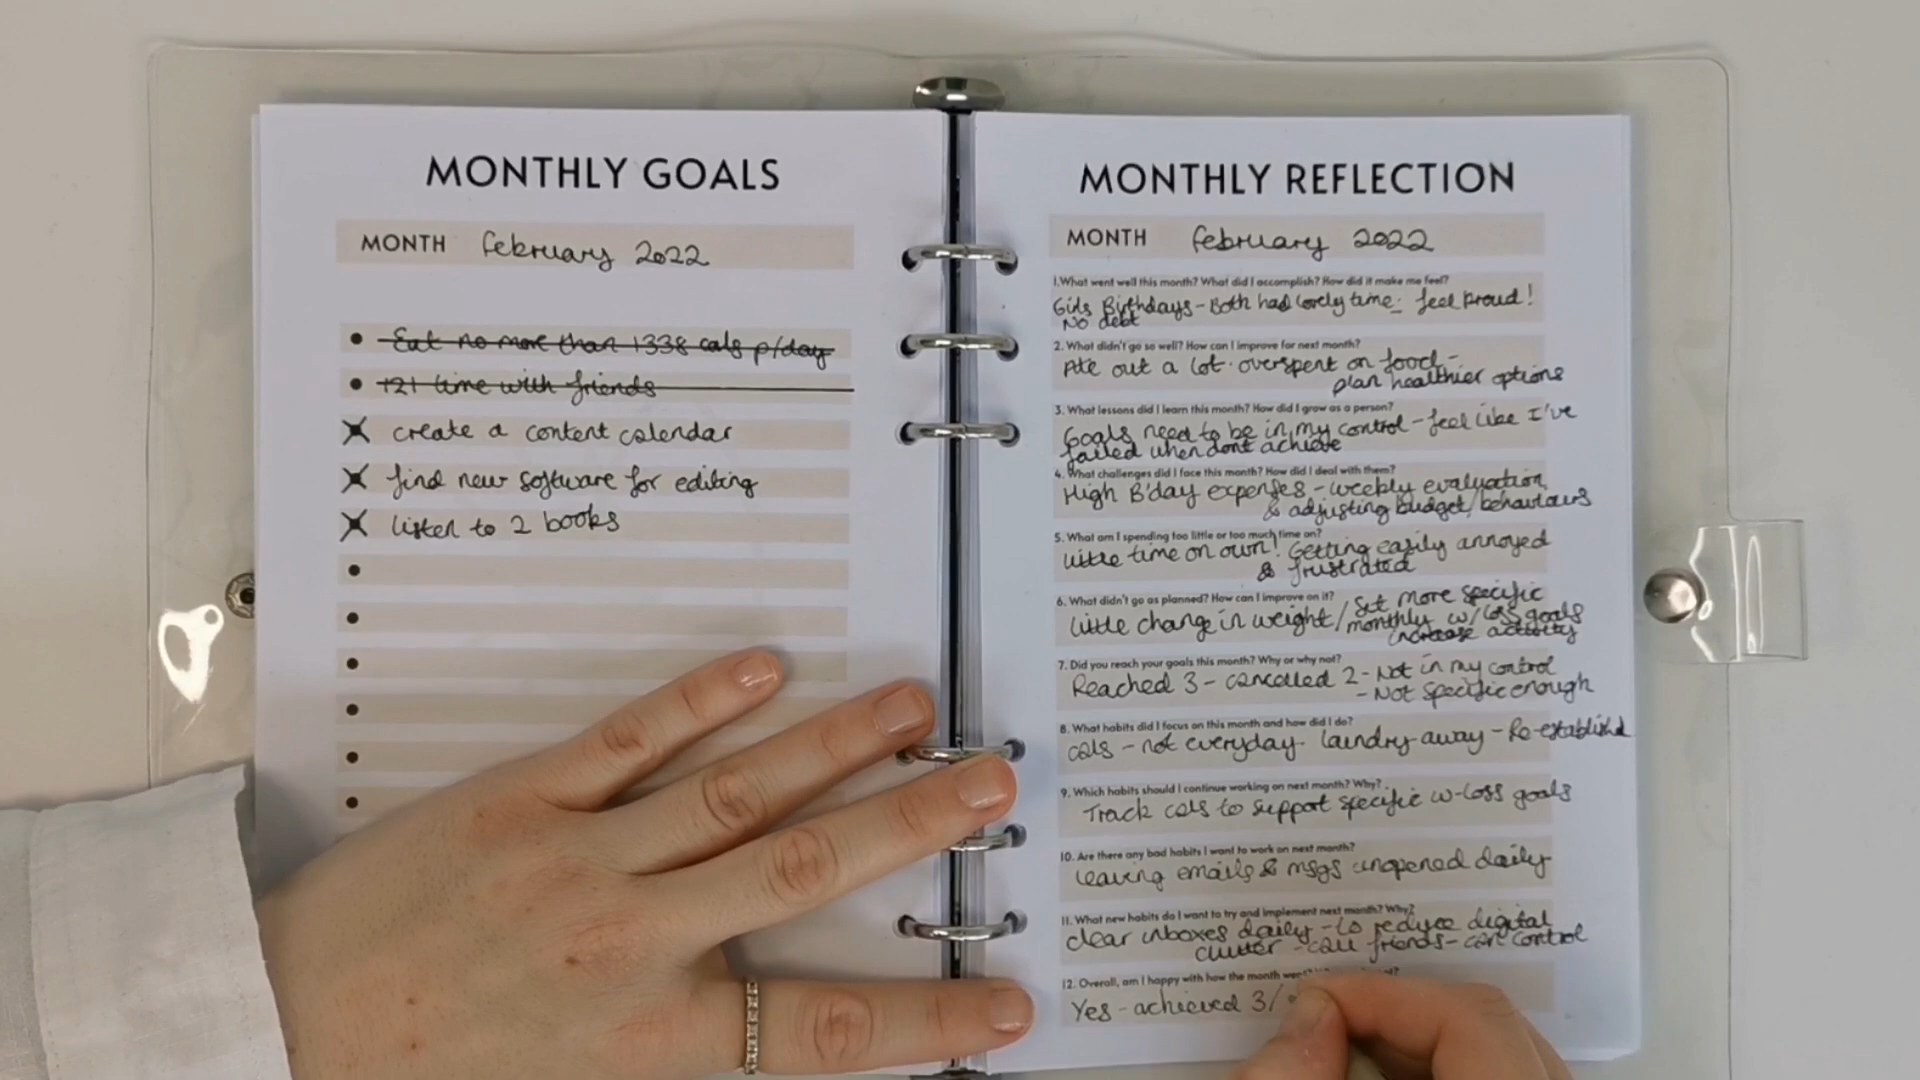 MONTHLY GOALS
MONTH February 2022
Eat no more than 1338 cals p/day
121 time with friends
create a content calendar
find new software for editing
listen to 2 books
MONTHLY REFLECTION
MONTH February 2022
1.What went well this month? What did I accomplish? How did it make me feel?
Girls Birthdays - Both had lovely time - feel proud!
No debt
2. What didn't go so well? How can I improve for next month?
Ate out a lot - overspent on food -
plan healthier options
3. What lessons did I learn this month? How did I grow as a person?
Goals need to be in my control - feel like I've
failed when dont achieve
4. What challenges did I face this month? How did I deal with them?
High B'day expenses - weekly evaluation
& adjusting budget/behaviours
5. What am I spending too little or too much time on?
little time on own! Getting easily annoyed
& frustrated
6. What didn't go as planned? How can I improve on it?
little change in weight / Set more specific
monthly w/loss goals
increase activity
7. Did you reach your goals this month? Why or why not?
Reached 3 - cancelled 2 - Not in my control
- Not specific enough
8. What habits did I focus on this month and how did I do?
cals - not everyday laundry away - Re-established
9. Which habits should I continue working on next month? Why?
Track cals to support specific w-loss goals
10. Are there any bad habits I want to work on next month?
leaving emails & msgs unopened daily
11. What new habits do I want to try and implement next month? Why?
clear inboxes daily - to reduce digital
clutter - call friends - can control
12. Overall, am I happy with how the month went?
Yes - achieved 3/